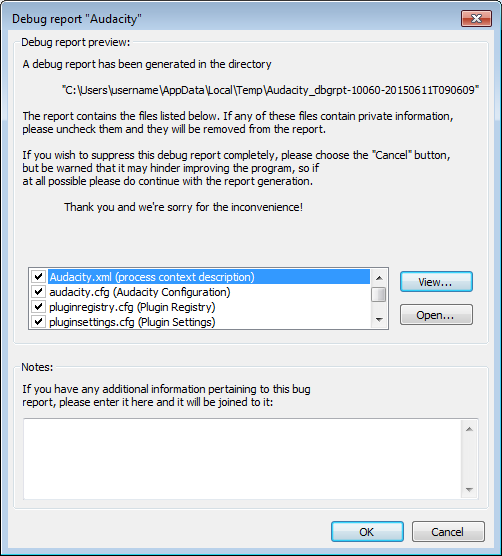 Debug report "Audacity"
Debug report preview:
A debug report has been generated in the directory
"C:\Users\username\AppData\Local\Temp\Audacity_dbgrpt-10060-20150611T090609"
The report contains the files listed below. If any of these files contain private information,
please uncheck them and they will be removed from the report.
If you wish to suppress this debug report completely, please choose the "Cancel" button,
but be warned that it may hinder improving the program, so if
at all possible please do continue with the report generation.
Thank you and we're sorry for the inconvenience!
Audacity.xml (process context description)
audacity.cfg (Audacity Configuration)
pluginregistry.cfg (Plugin Registry)
pluginsettings.cfg (Plugin Settings)
View...
Open...
Notes:
If you have any additional information pertaining to this bug
report, please enter it here and it will be joined to it:
OK
Cancel